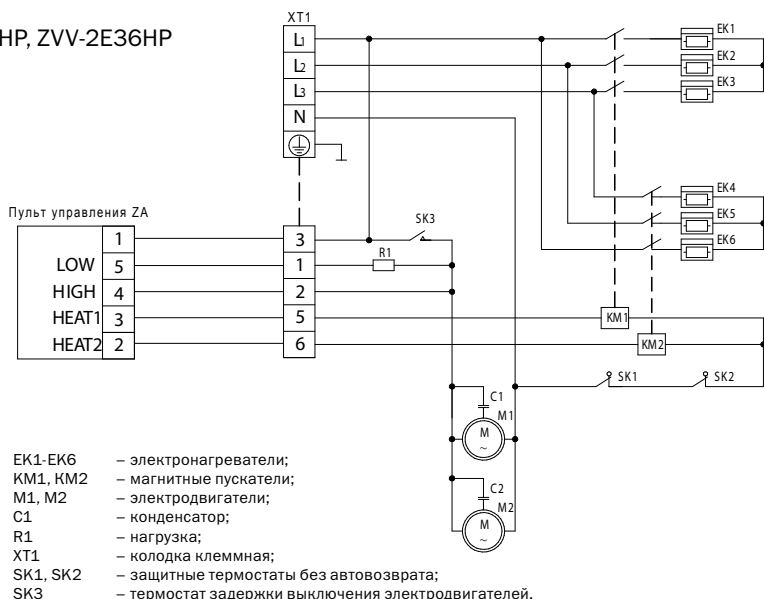 XT1
HP, ZVV-2E36HP
L1
L2
L3
N
EK1
EK2
EK3
EK4
EK5
EK6
Пульт управления ZA
1
LOW 5
HIGH 4
HEAT1 3
HEAT2 2
3
1
2
5
6
SK3
R1
KM1
KM2
SK1
SK2
C1
M1
M
~
C2
M2
M
~
EK1-EK6 – электронагреватели;
KM1, KM2 – магнитные пускатели;
M1, M2 – электродвигатели;
C1 – конденсатор;
R1 – нагрузка;
XT1 – колодка клеммная;
SK1, SK2 – защитные термостаты без автовозврата;
SK3 – термостат задержки выключения электродвигателей.